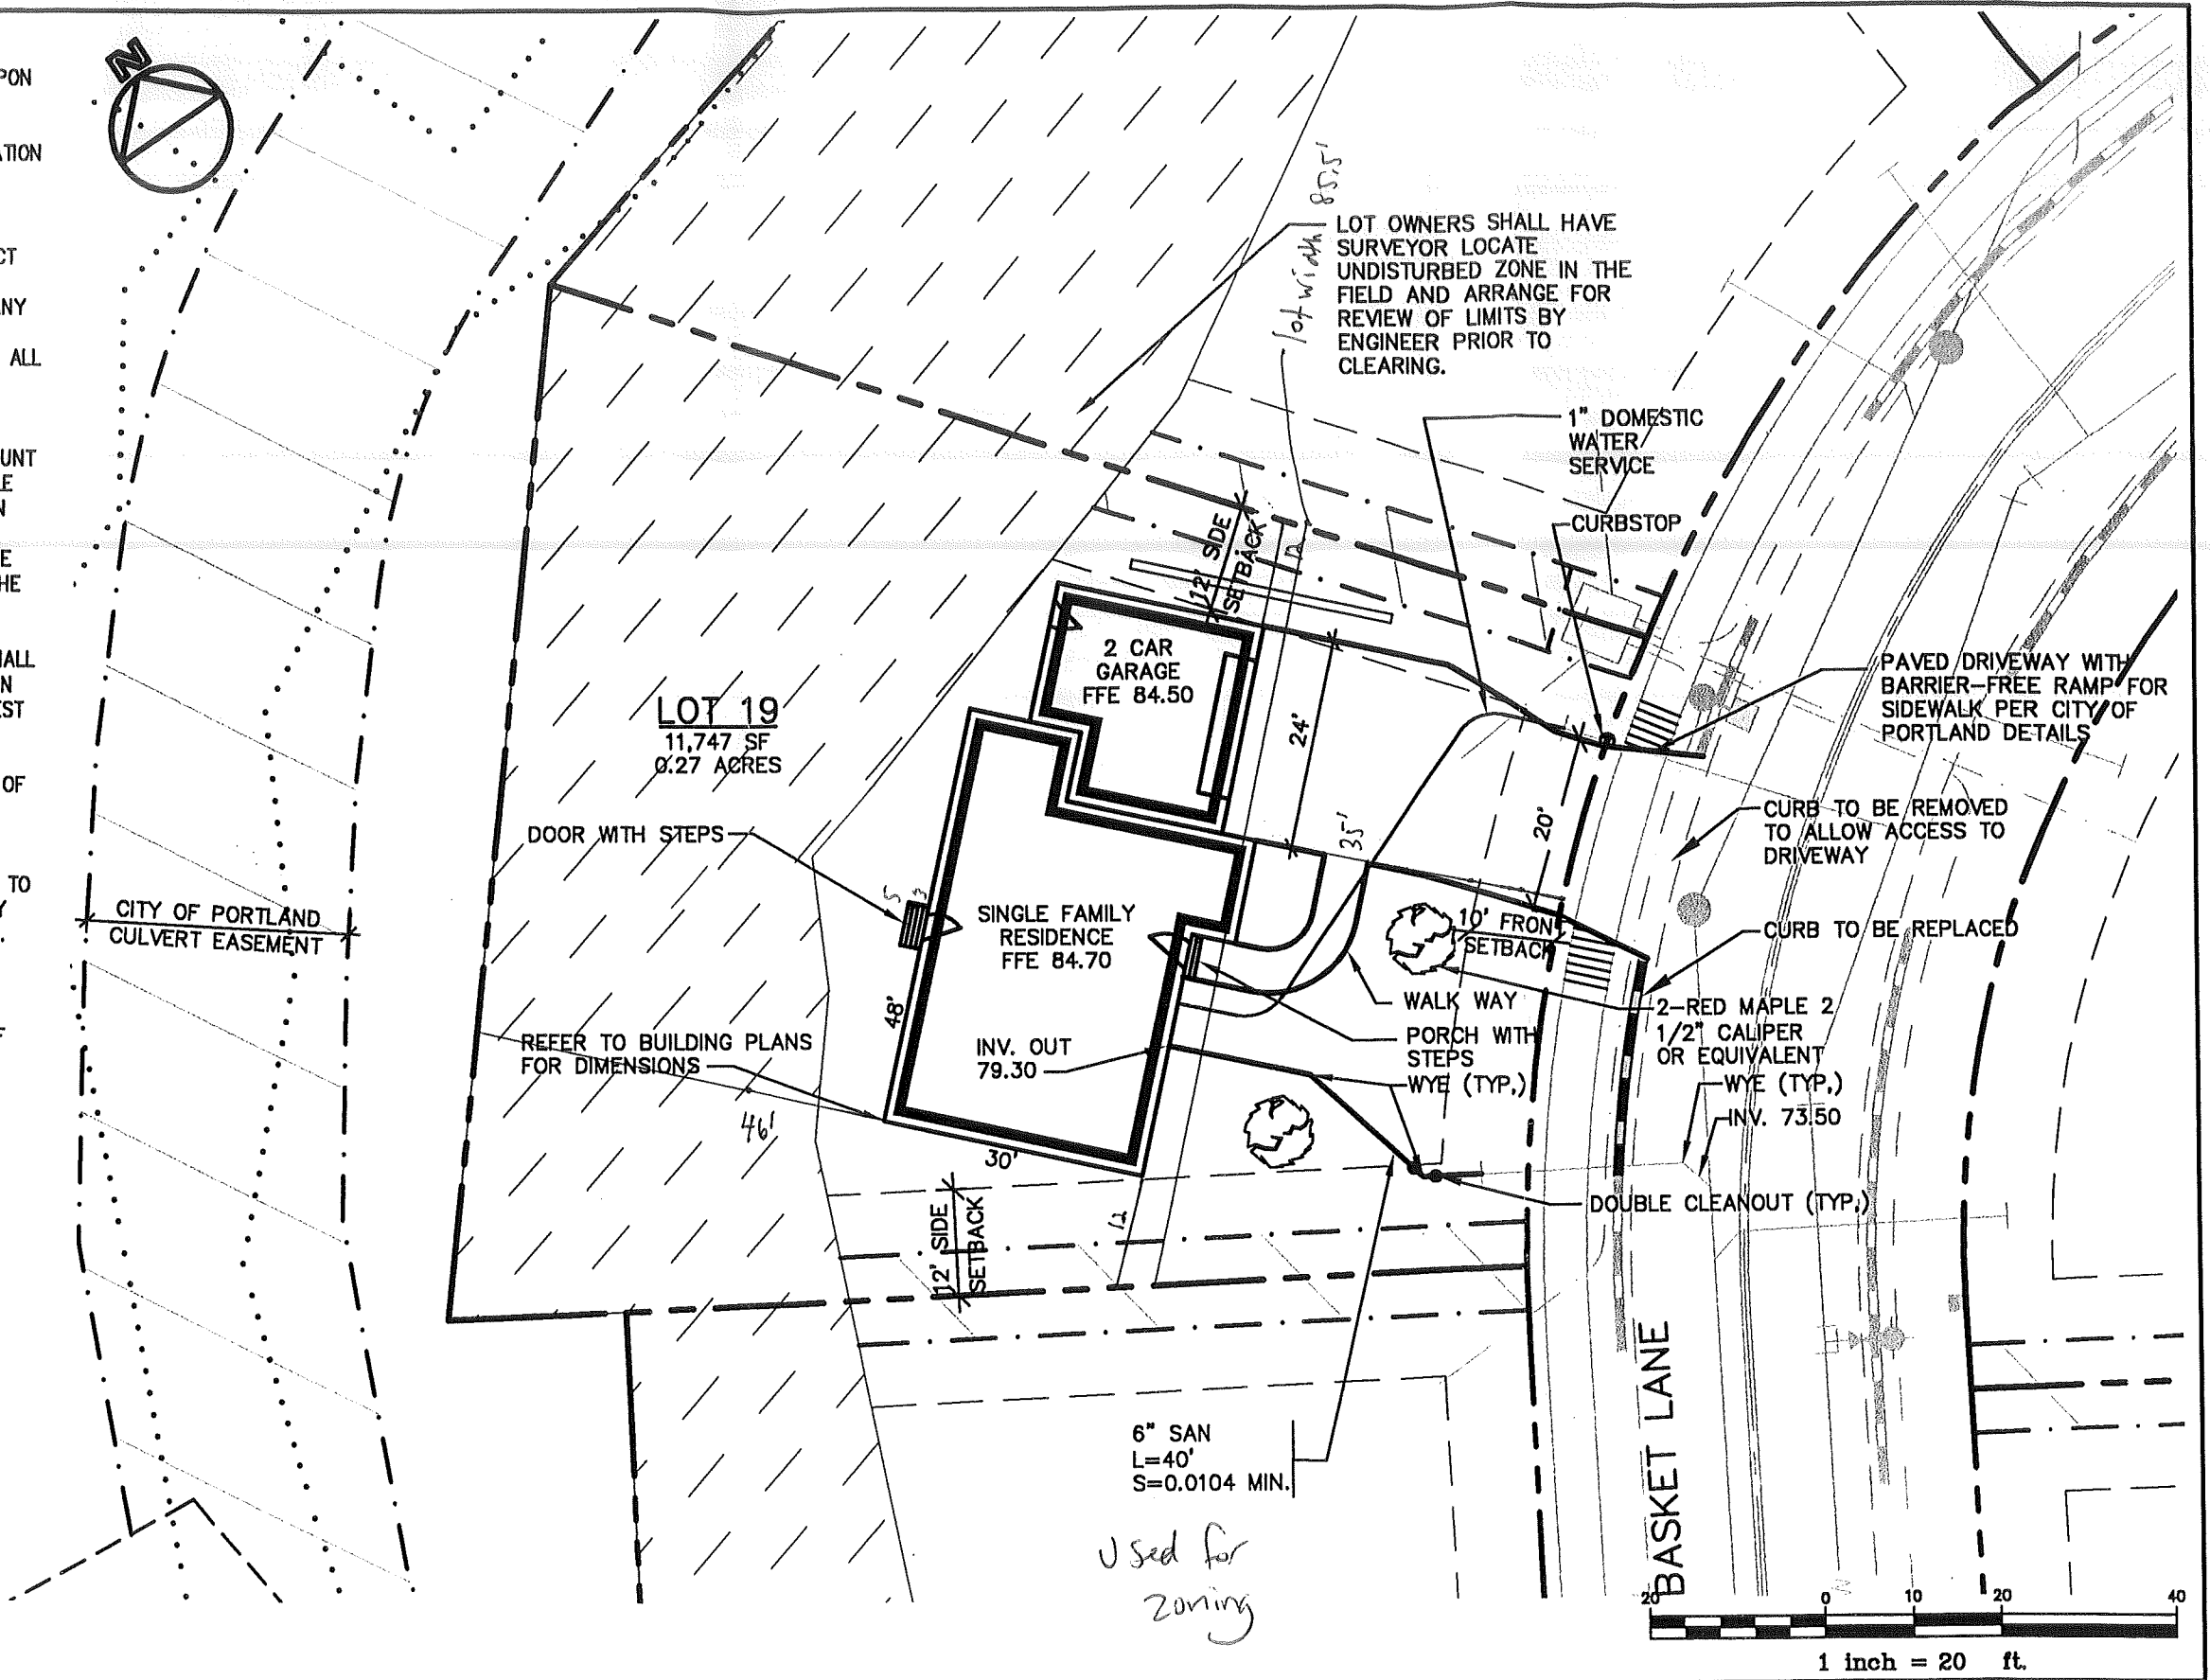 N
PON
ATION
CT
ANY
ALL
UNT
LE
N
E
HE
HALL
N
EST
OF
TO
Y
.
F
lot width 85.5'
LOT OWNERS SHALL HAVE
SURVEYOR LOCATE
UNDISTURBED ZONE IN THE
FIELD AND ARRANGE FOR
REVIEW OF LIMITS BY
ENGINEER PRIOR TO
CLEARING.
1" DOMESTIC
WATER
SERVICE
CURBSTOP
12' SIDE
SETBACK
12
2 CAR
GARAGE
FFE 84.50
24'
LOT 19
11,747 SF
0.27 ACRES
PAVED DRIVEWAY WITH
BARRIER-FREE RAMP FOR
SIDEWALK PER CITY OF
PORTLAND DETAILS
DOOR WITH STEPS
35'
20'
CURB TO BE REMOVED
TO ALLOW ACCESS TO
DRIVEWAY
CITY OF PORTLAND
CULVERT EASEMENT
5
3
SINGLE FAMILY
RESIDENCE
FFE 84.70
10' FRONT
SETBACK
CURB TO BE REPLACED
48'
WALK WAY
2-RED MAPLE 2
1/2" CALIPER
OR EQUIVALENT
REFER TO BUILDING PLANS
FOR DIMENSIONS
INV. OUT
79.30
PORCH WITH
STEPS
WYE (TYP.)
WYE (TYP.)
INV. 73.50
46'
30'
DOUBLE CLEANOUT (TYP.)
12' SIDE
SETBACK
12
6" SAN
L=40'
S=0.0104 MIN.
BASKET LANE
Used for
zoning
20 0 10 20 40
1 inch = 20 ft.